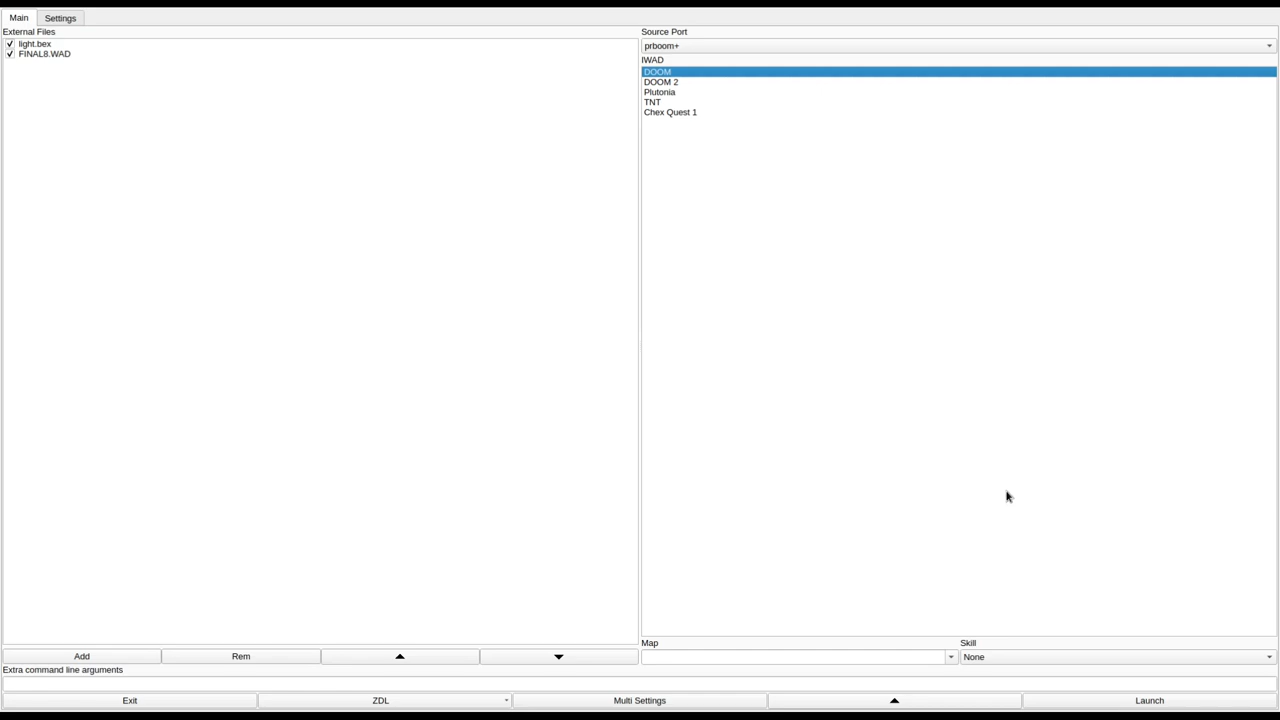 Main Settings
External Files
light.bex
FINAL8.WAD
Source Port
prboom+
IWAD
DOOM
DOOM 2
Plutonia
TNT
Chex Quest 1
Map Skill
None
Add Rem
Extra command line arguments
Exit ZDL Multi Settings Launch